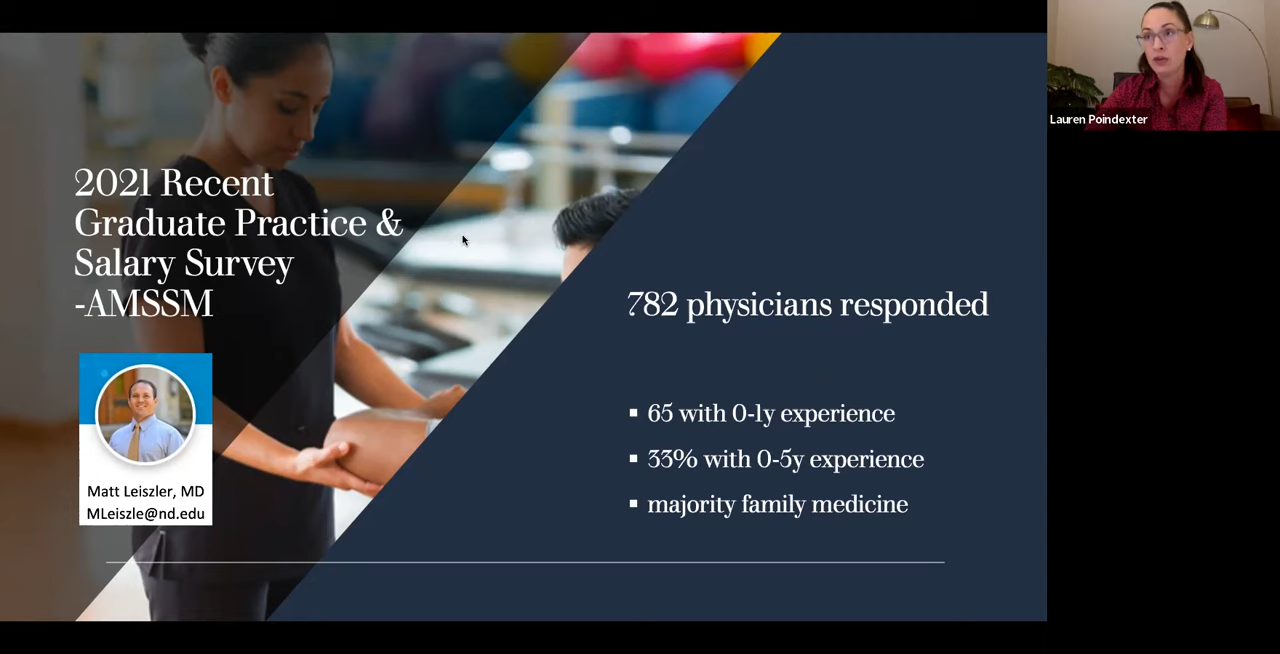 2021 Recent
Graduate Practice &
Salary Survey
-AMSSM
Matt Leiszler, MD
MLeiszle@nd.edu
782 physicians responded
▪ 65 with 0-1y experience
▪ 33% with 0-5y experience
▪ majority family medicine
Lauren Poindexter